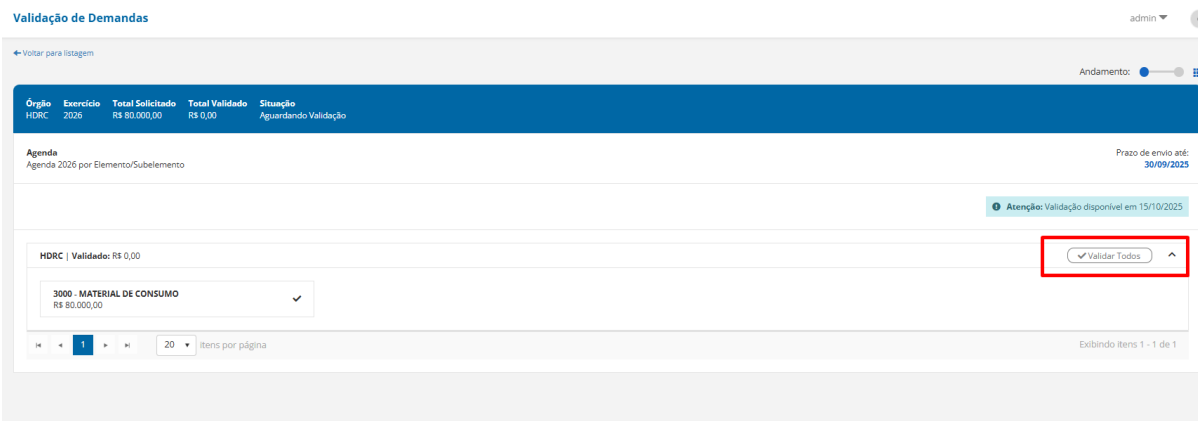 Validação de Demandas
admin
Voltar para listagem
Andamento:
Órgão Exercício Total Solicitado Total Validado Situação
HDRC 2026 R$ 80.000,00 R$ 0,00 Aguardando Validação
Agenda
Agenda 2026 por Elemento/Subelemento
Prazo de envio até:
30/09/2025
Atenção: Validação disponível em 15/10/2025
HDRC | Validado: R$ 0,00
Validar Todos
3000 - MATERIAL DE CONSUMO
R$ 80.000,00
1 20 itens por página Exibindo itens 1 - 1 de 1